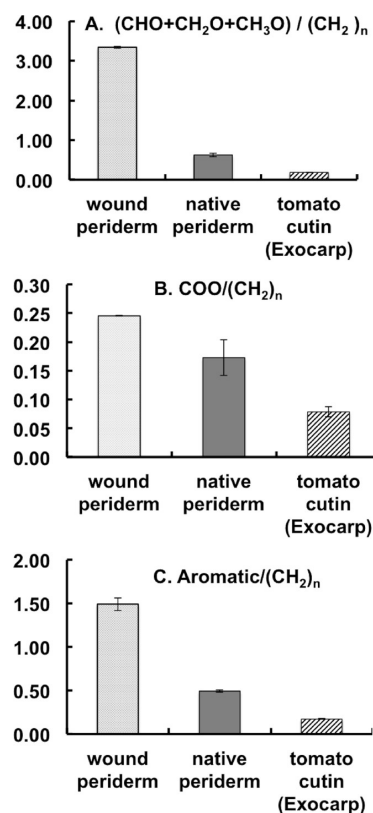 A. (CHO+CH₂O+CH₃O) / (CH₂ )ₙ
4.00
3.00
2.00
1.00
0.00
wound periderm
native periderm
tomato cutin (Exocarp)
B. COO/(CH₂)ₙ
0.30
0.25
0.20
0.15
0.10
0.05
0.00
wound periderm
native periderm
tomato cutin (Exocarp)
C. Aromatic/(CH₂)ₙ
2.00
1.50
1.00
0.50
0.00
wound periderm
native periderm
tomato cutin (Exocarp)